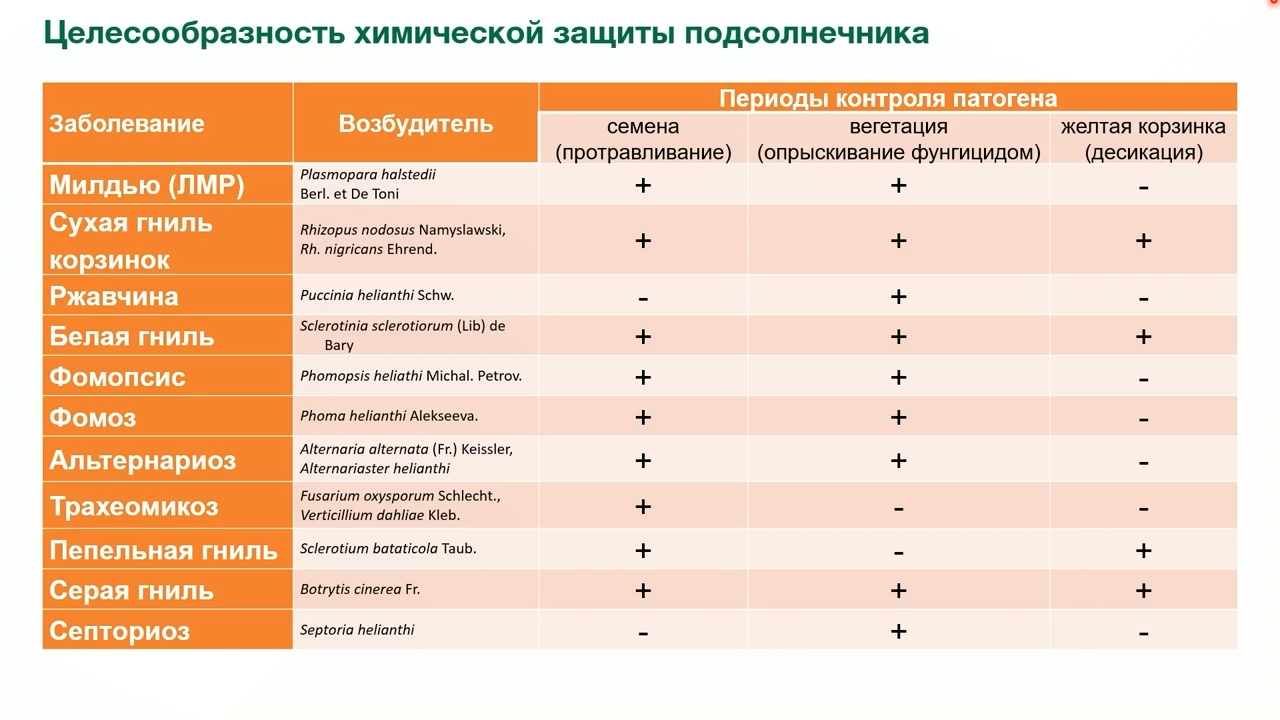 Целесообразность химической защиты подсолнечника
Заболевание
Возбудитель
Периоды контроля патогена
семена
(протравливание)
вегетация
(опрыскивание фунгицидом)
желтая корзинка
(десикация)
Милдью (ЛМР)
Plasmopara halstedii
Berl. et De Toni
+
+
-
Сухая гниль
корзинок
Rhizopus nodosus Namyslawski,
Rh. nigricans Ehrend.
+
+
+
Ржавчина
Puccinia helianthi Schw.
-
+
-
Белая гниль
Sclerotinia sclerotiorum (Lib) de
Bary
+
+
+
Фомопсис
Phomopsis heliathi Michal. Petrov.
+
+
-
Фомоз
Phoma helianthi Alekseeva.
+
+
-
Альтернариоз
Alternaria alternata (Fr.) Keissler,
Alternariaster helianthi
+
+
-
Трахеомикоз
Fusarium oxysporum Schlecht.,
Verticillium dahliae Kleb.
+
-
-
Пепельная гниль
Sclerotium bataticola Taub.
+
-
+
Серая гниль
Botrytis cinerea Fr.
+
+
+
Септориоз
Septoria helianthi
-
+
-